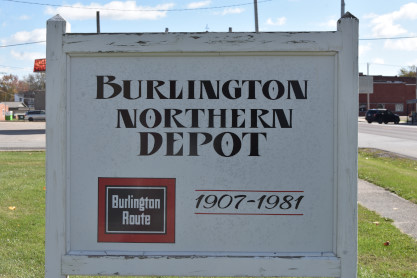 BURLINGTON
NORTHERN
DEPOT
Burlington
Route
1907-1981